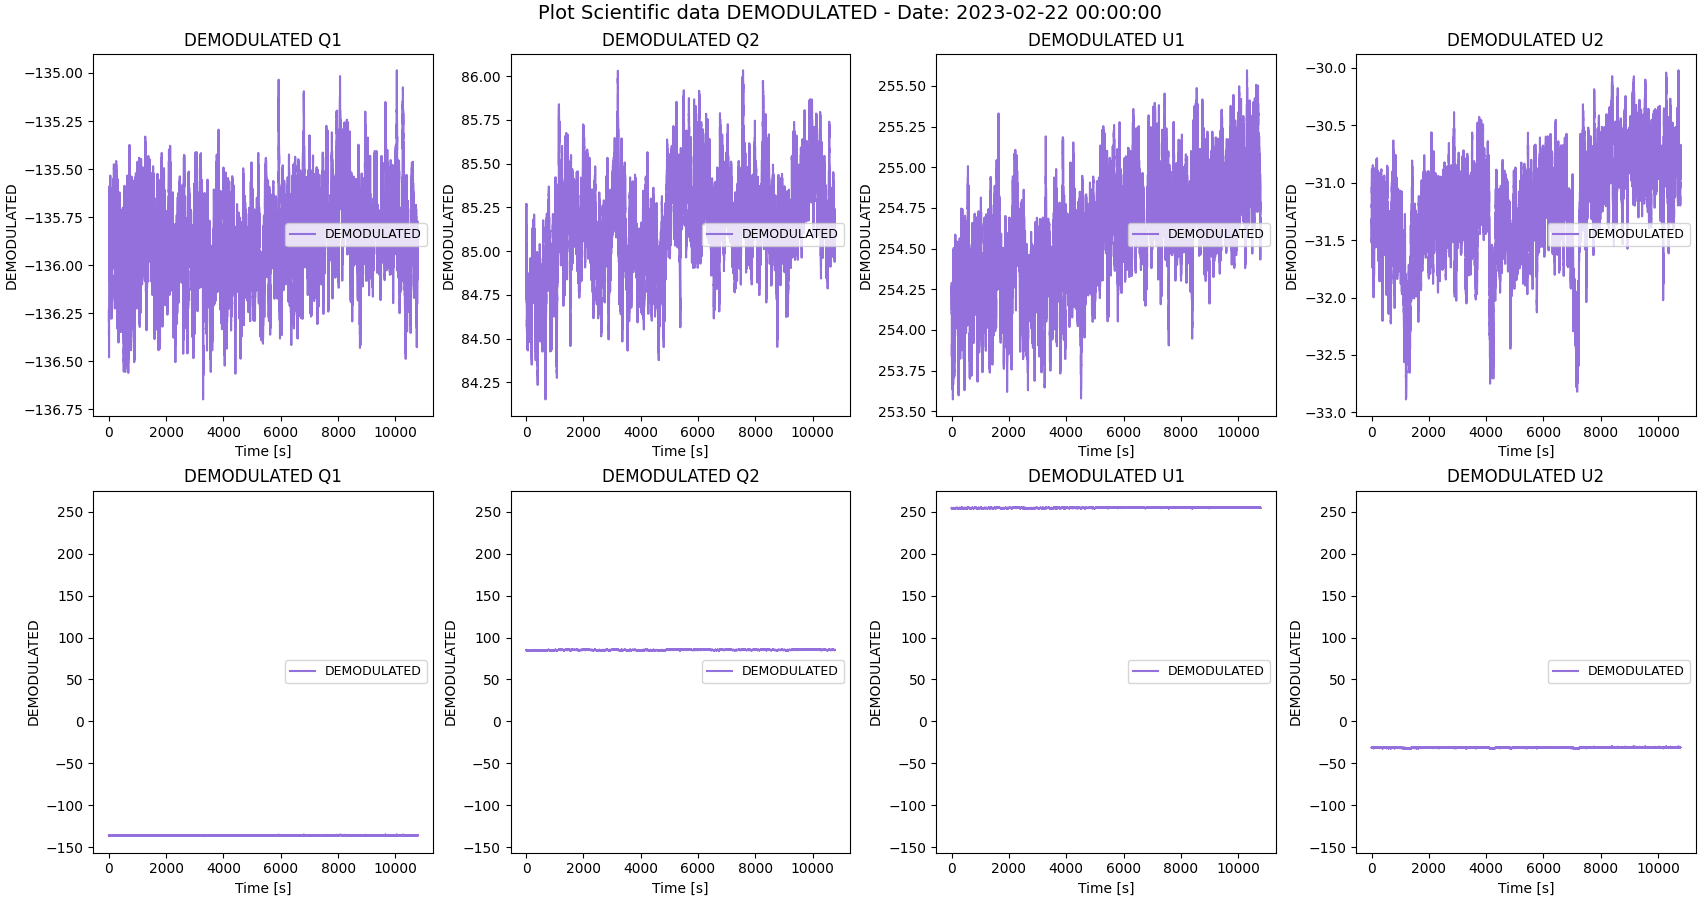 Plot Scientific data DEMODULATED - Date: 2023-02-22 00:00:00
DEMODULATED Q1
DEMODULATED
−135.00
−135.25
−135.50
−135.75
−136.00
−136.25
−136.50
−136.75
DEMODULATED
0 2000 4000 6000 8000 10000
Time [s]
DEMODULATED Q2
DEMODULATED
86.00
85.75
85.50
85.25
85.00
84.75
84.50
84.25
DEMODULATED
0 2000 4000 6000 8000 10000
Time [s]
DEMODULATED U1
DEMODULATED
255.50
255.25
255.00
254.75
254.50
254.25
254.00
253.75
253.50
DEMODULATED
0 2000 4000 6000 8000 10000
Time [s]
DEMODULATED U2
DEMODULATED
−30.0
−30.5
−31.0
−31.5
−32.0
−32.5
−33.0
DEMODULATED
0 2000 4000 6000 8000 10000
Time [s]
DEMODULATED Q1
DEMODULATED
250
200
150
100
50
0
−50
−100
−150
DEMODULATED
0 2000 4000 6000 8000 10000
Time [s]
DEMODULATED Q2
DEMODULATED
250
200
150
100
50
0
−50
−100
−150
DEMODULATED
0 2000 4000 6000 8000 10000
Time [s]
DEMODULATED U1
DEMODULATED
250
200
150
100
50
0
−50
−100
−150
DEMODULATED
0 2000 4000 6000 8000 10000
Time [s]
DEMODULATED U2
DEMODULATED
250
200
150
100
50
0
−50
−100
−150
DEMODULATED
0 2000 4000 6000 8000 10000
Time [s]